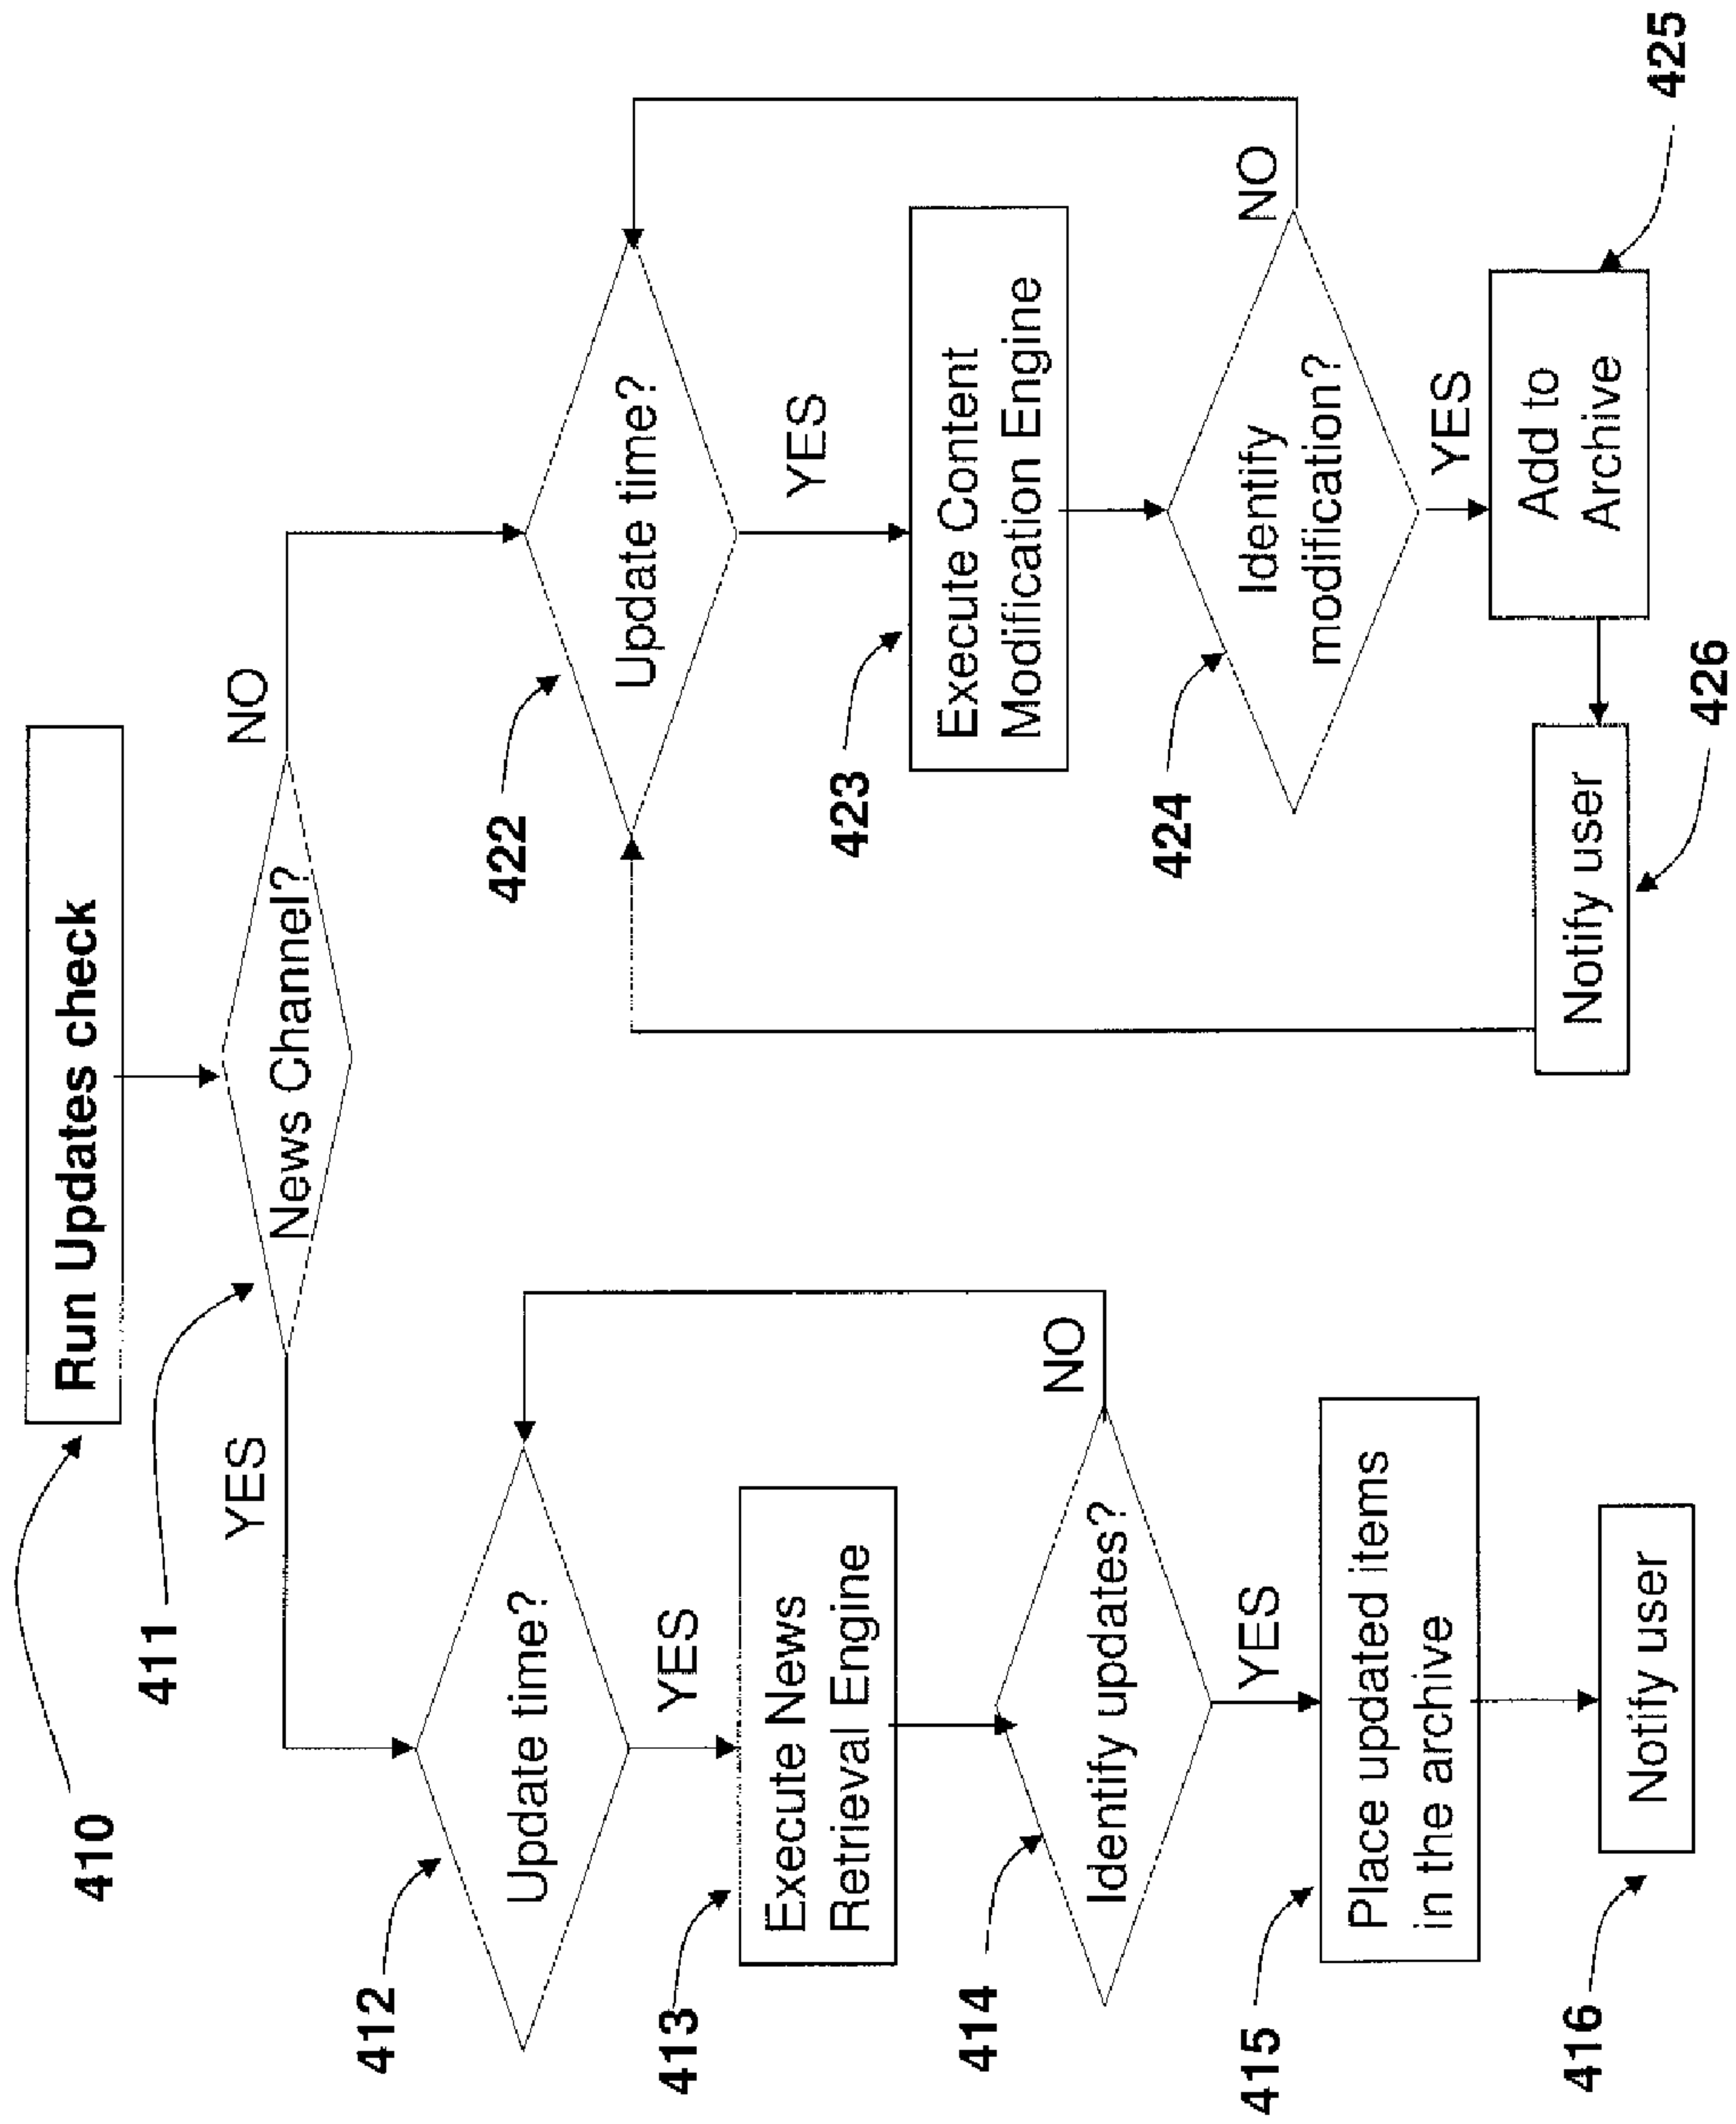 410
Run Updates check
411
News Channel?
YES
NO
412
Update time?
YES
413
Execute News
Retrieval Engine
414
Identify updates?
NO
YES
415
Place updated items
in the archive
416
Notify user
422
Update time?
YES
423
Execute Content
Modification Engine
424
Identify
modification?
NO
YES
Add to
Archive
425
Notify user
426